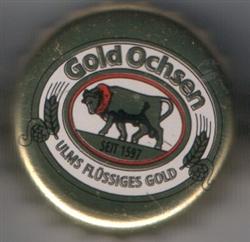 Gold Ochsen
SEIT 1597
ULMS FLÜSSIGES GOLD